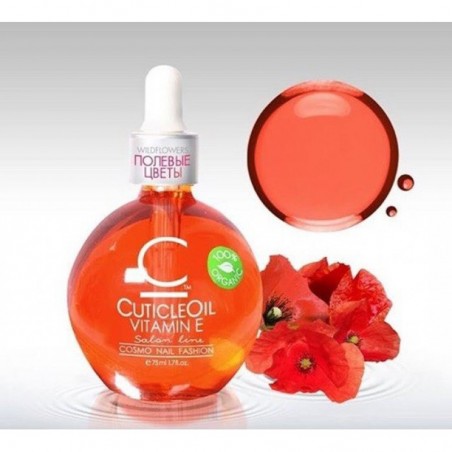 WILDFLOWERS
ПОЛЕВЫЕ
ЦВЕТЫ
C
™
100%
ORGANIC
CUTICLEOIL
VITAMIN E
Salon line
COSMO NAIL FASHION
℮ 75ml 1.7fl.oz.